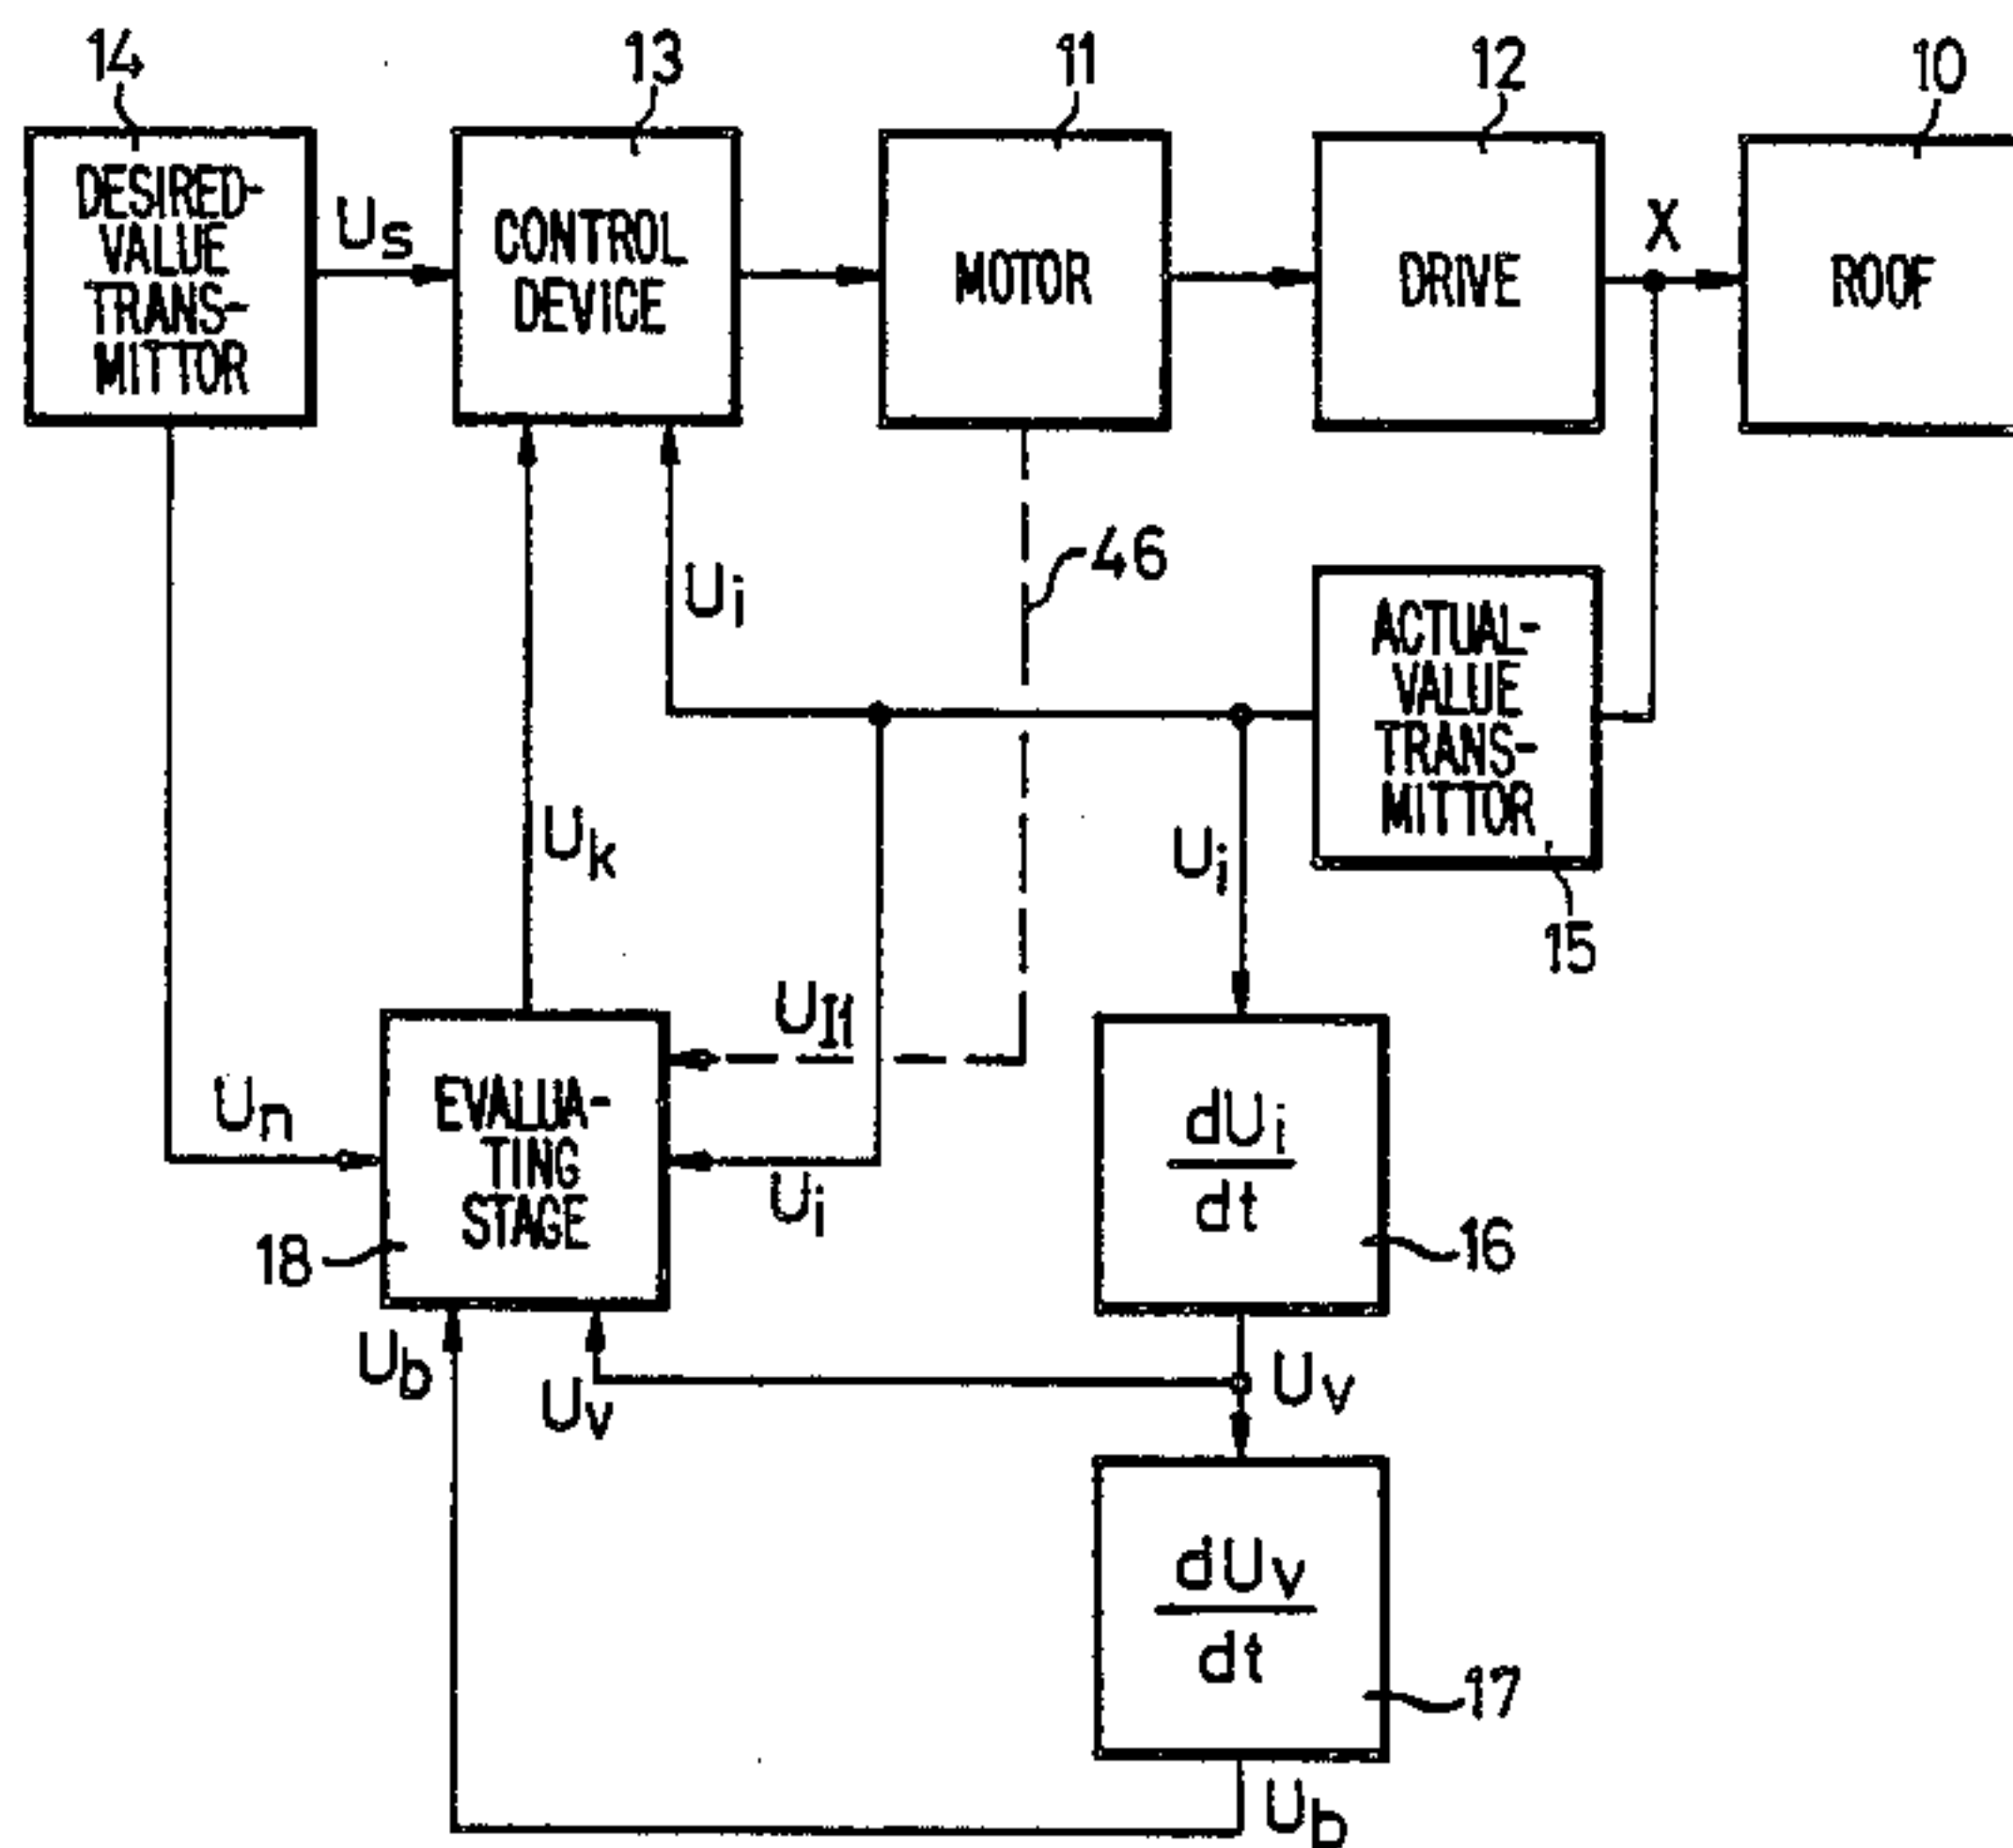 14
13
11
12
10
DESIRED-
VALUE
TRANS-
MITTOR
Us
CONTROL
DEVICE
MOTOR
DRIVE
X
ROOF
46
Ui
ACTUAL-
VALUE
TRANS-
MITTOR
Uk
Ui
15
UI1
Un
EVALUA-
TING
STAGE
Ui
dUi
dt
18
16
Ub
Uv
Uv
dUv
dt
17
Ub